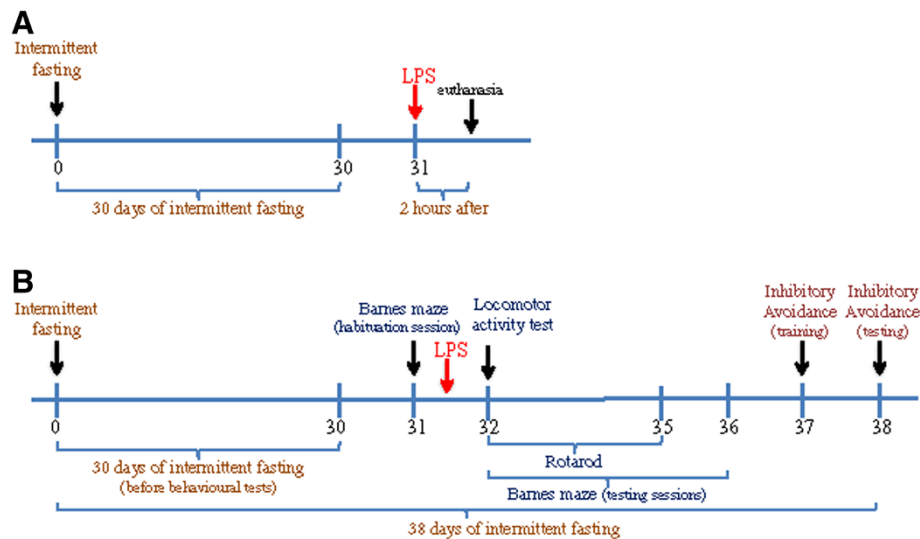 A
Intermittent
fasting
LPS
euthanasia
0
30
31
30 days of intermittent fasting
2 hours after
B
Intermittent
fasting
Barnes maze
(habituation session)
LPS
Locomotor
activity test
Inhibitory
Avoidance
(training)
Inhibitory
Avoidance
(testing)
0
30
31
32
35
36
37
38
30 days of intermittent fasting
(before behavioural tests)
Rotarod
Barnes maze (testing sessions)
38 days of intermittent fasting